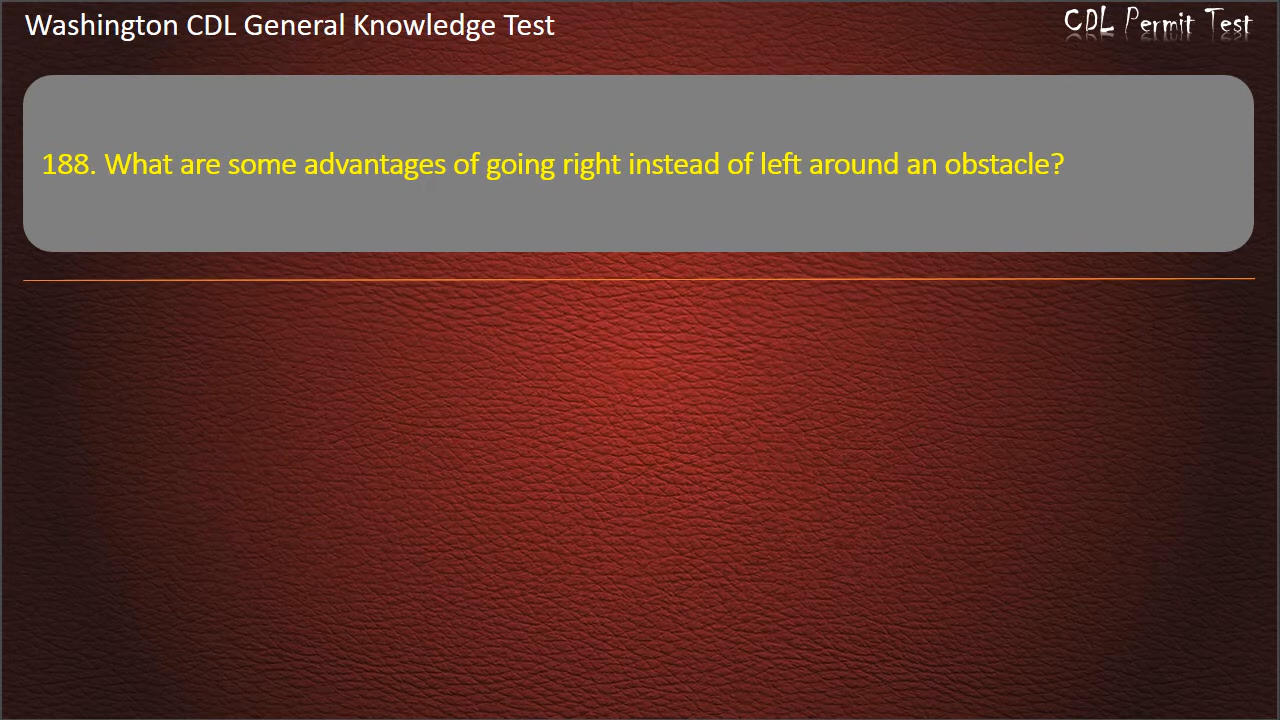 Washington CDL General Knowledge Test
CDL Permit Test
188. What are some advantages of going right instead of left around an obstacle?